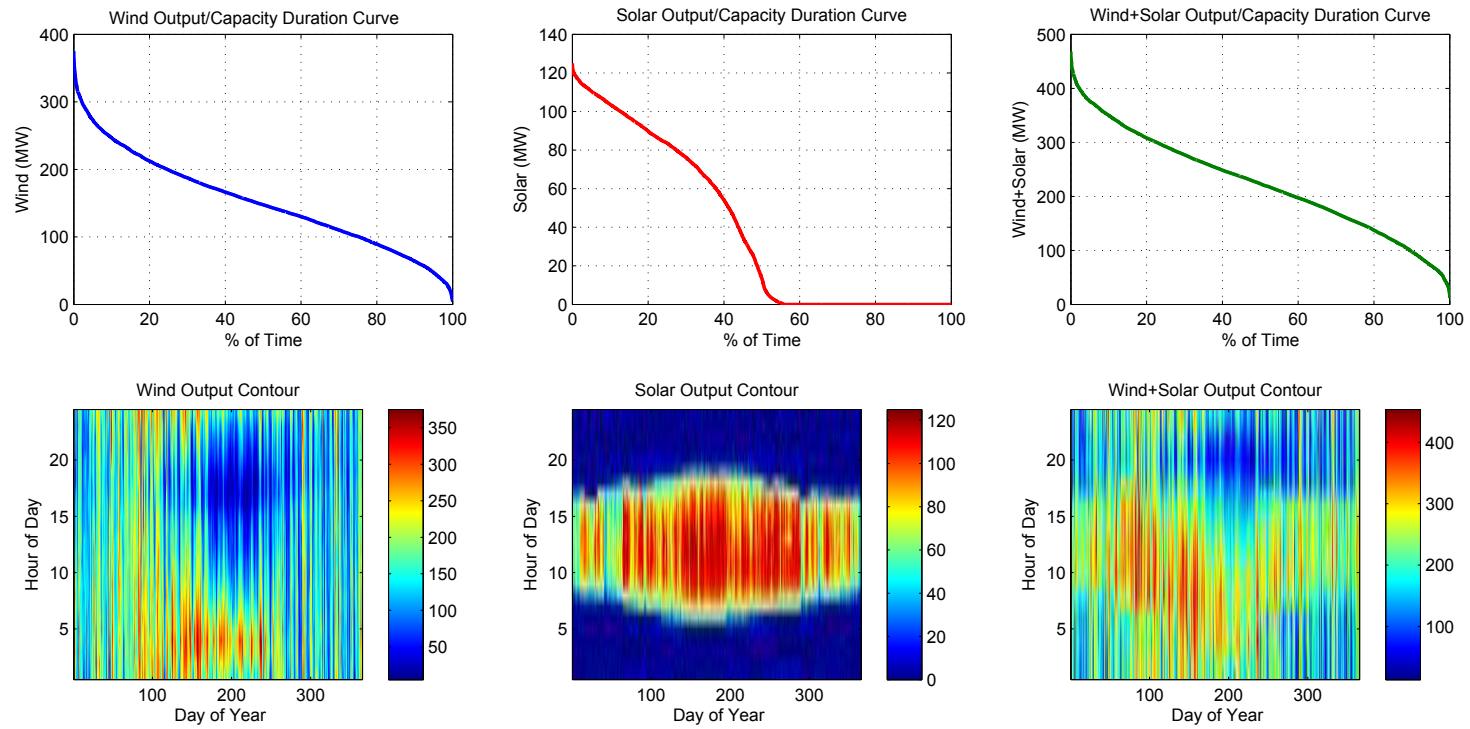 Wind Output/Capacity Duration Curve
400
300
200
100
0
Wind (MW)
0 20 40 60 80 100
% of Time
Solar Output/Capacity Duration Curve
140
120
100
80
60
40
20
0
Solar (MW)
0 20 40 60 80 100
% of Time
Wind+Solar Output/Capacity Duration Curve
500
400
300
200
100
0
Wind+Solar (MW)
0 20 40 60 80 100
% of Time
Wind Output Contour
20
15
10
5
Hour of Day
100 200 300
Day of Year
350
300
250
200
150
100
50
Solar Output Contour
20
15
10
5
Hour of Day
100 200 300
Day of Year
120
100
80
60
40
20
0
Wind+Solar Output Contour
20
15
10
5
Hour of Day
100 200 300
Day of Year
400
300
200
100